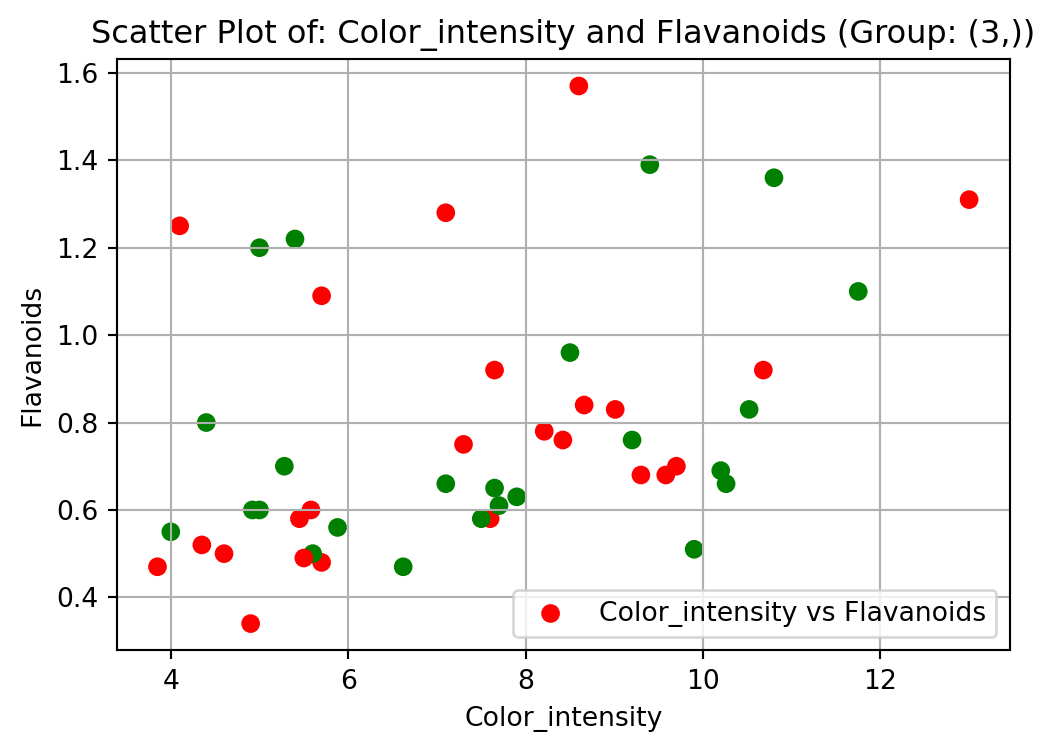 Scatter Plot of: Color_intensity and Flavanoids (Group: (3,))
1.6
1.4
1.2
1.0
0.8
0.6
0.4
Flavanoids
Color_intensity vs Flavanoids
4 6 8 10 12
Color_intensity